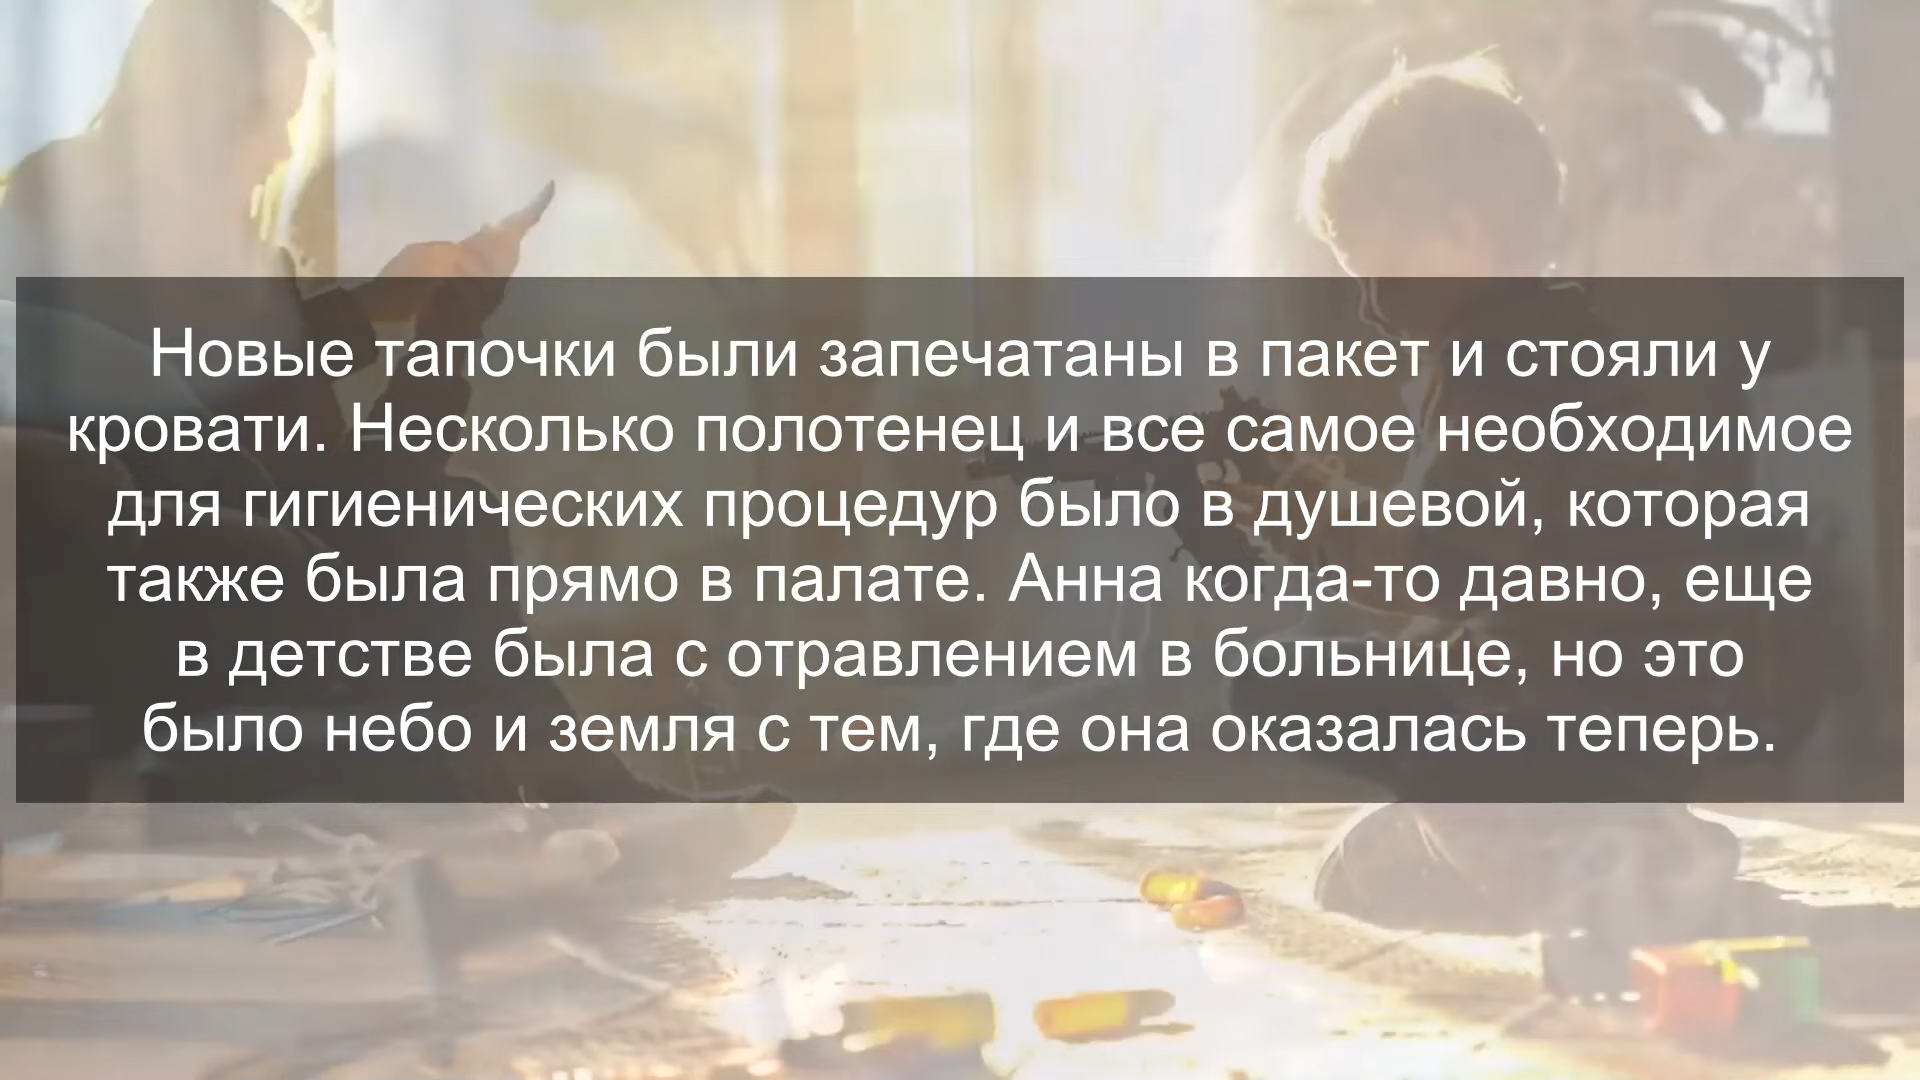 Новые тапочки были запечатаны в пакет и стояли у
кровати. Несколько полотенец и все самое необходимое
для гигиенических процедур было в душевой, которая
также была прямо в палате. Анна когда-то давно, еще
в детстве была с отравлением в больнице, но это
было небо и земля с тем, где она оказалась теперь.